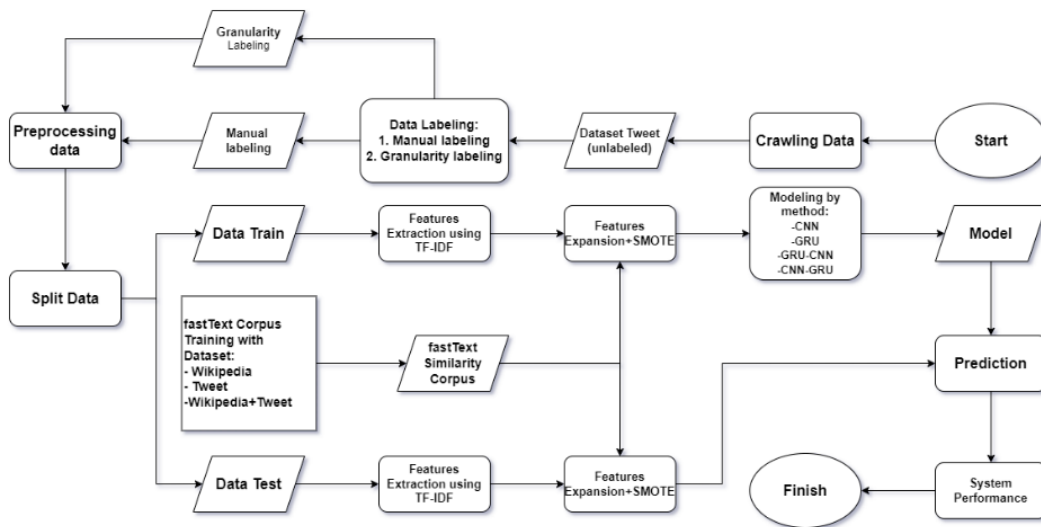 Granularity
Labeling
Preprocessing
data
Manual
labeling
Data Labeling:
1. Manual labeling
2. Granularity labeling
Dataset Tweet
(unlabeled)
Crawling Data
Start
Data Train
Features
Extraction using
TF-IDF
Features
Expansion+SMOTE
Modeling by
method:
-CNN
-GRU
-GRU-CNN
-CNN-GRU
Model
Split Data
fastText Corpus
Training with
Dataset:
- Wikipedia
- Tweet
-Wikipedia+Tweet
fastText
Similarity
Corpus
Prediction
Data Test
Features
Extraction using
TF-IDF
Features
Expansion+SMOTE
Finish
System
Performance